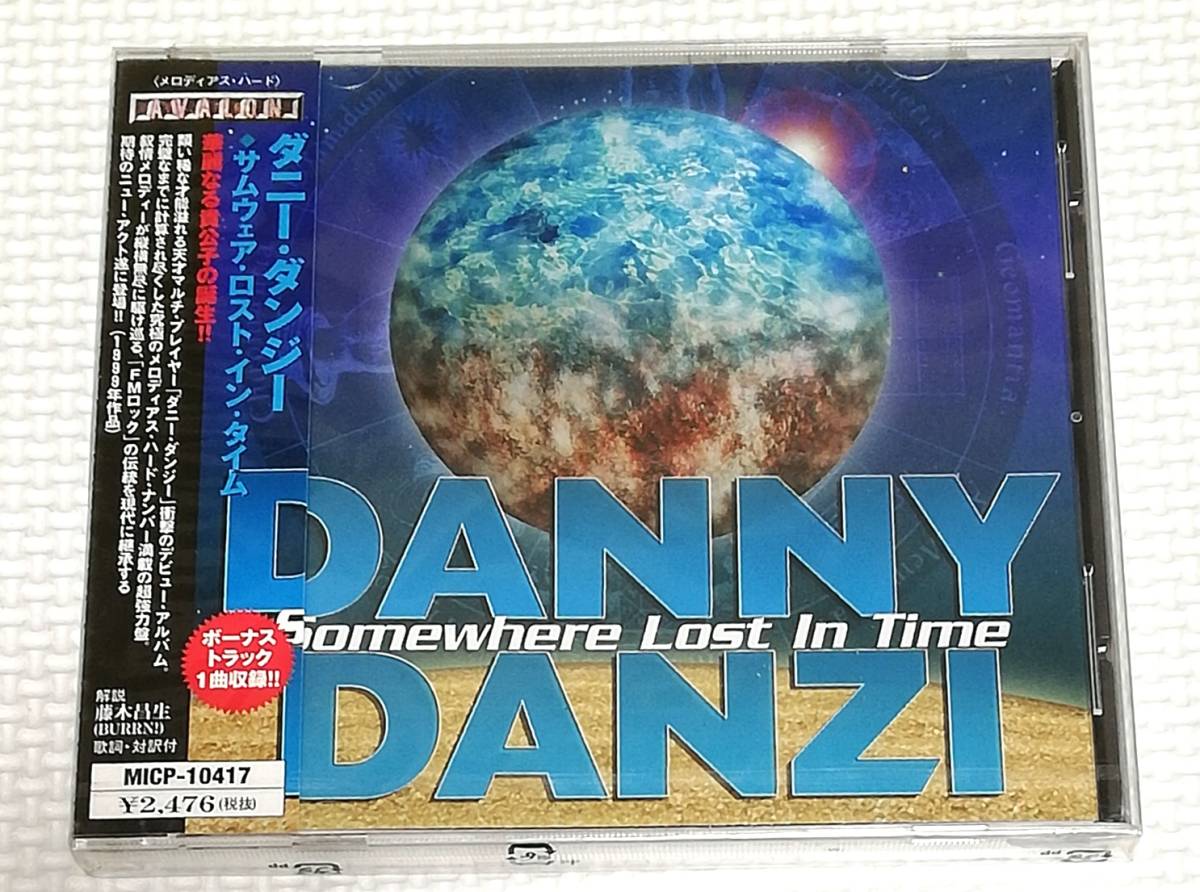 〈メロディアス・ハード〉
AVALON
ダニー・ダンジー
◆サムウェア・ロスト・イン・タイム
華麗なる貴公子の誕生!!
類い稀な才能溢れる天才マルチ・プレイヤー「ダニー・ダンジー」衝撃のデビュー・アルバム。
完璧なまでに計算され尽くした究極のメロディアス・ハード・ナンバー満載の超強力盤。
叙情メロディーが縦横無尽に駆け巡る、「FMロック」の伝統を現代に継承する
期待のニュー・アクト遂に登場!!(1999年作品)
ボーナス
トラック
1曲収録!!
解説
藤木昌生
(BURRN!)
歌詞・対訳付
MICP-10417
¥2,476(税抜)
DANNY
Somewhere Lost In Time
DANZI
Geomantia